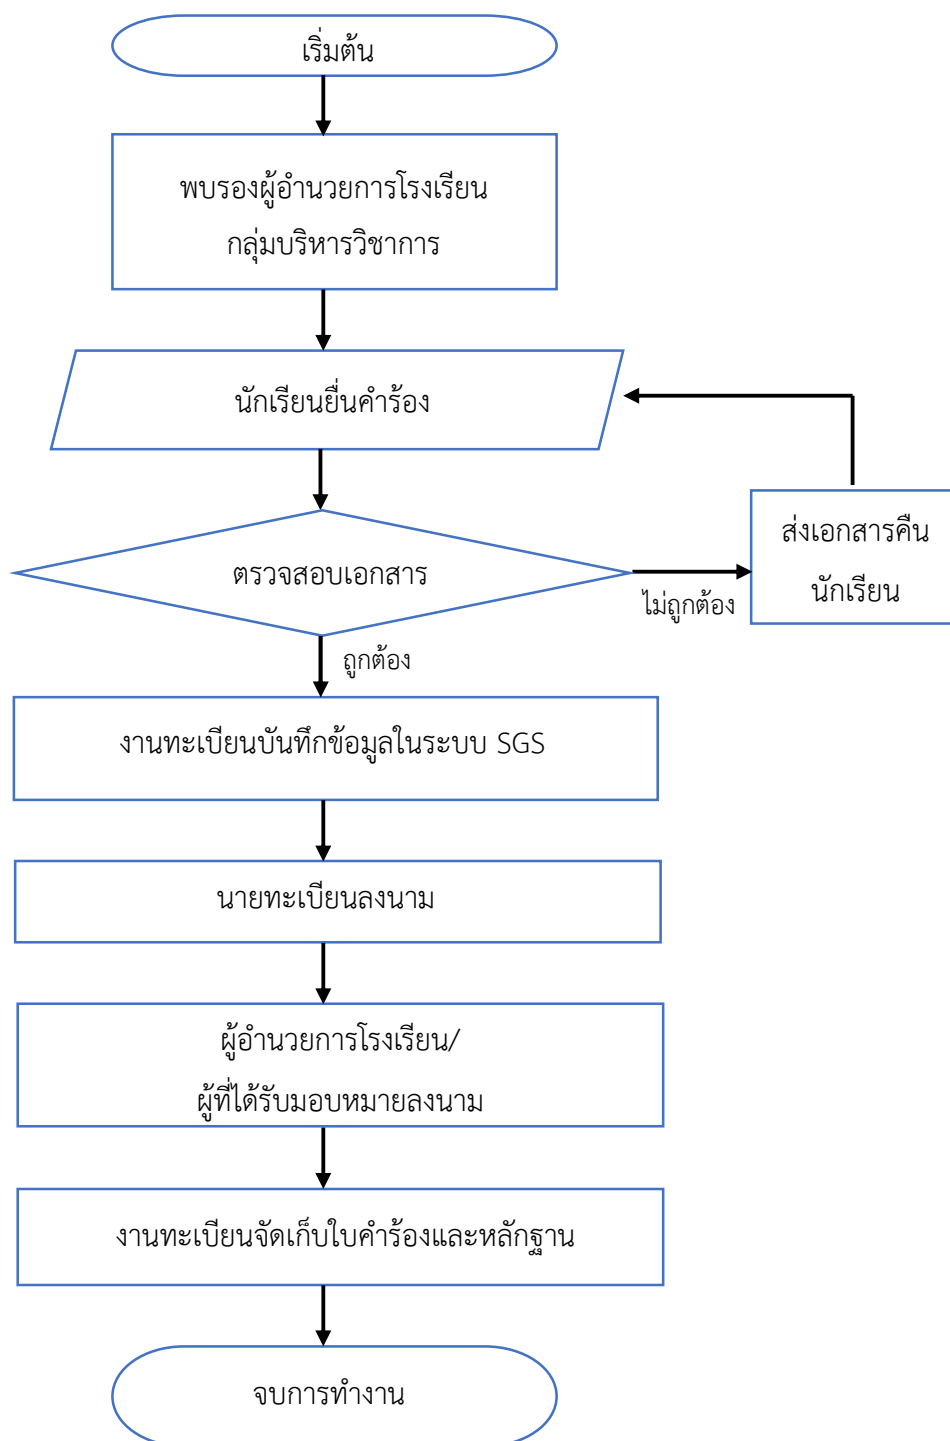 เริ่มต้น
พบรองผู้อำนวยการโรงเรียน
กลุ่มบริหารวิชาการ
นักเรียนยื่นคำร้อง
ตรวจสอบเอกสาร
ไม่ถูกต้อง
ส่งเอกสารคืน
นักเรียน
ถูกต้อง
งานทะเบียนบันทึกข้อมูลในระบบ SGS
นายทะเบียนลงนาม
ผู้อำนวยการโรงเรียน/
ผู้ที่ได้รับมอบหมายลงนาม
งานทะเบียนจัดเก็บใบคำร้องและหลักฐาน
จบการทำงาน